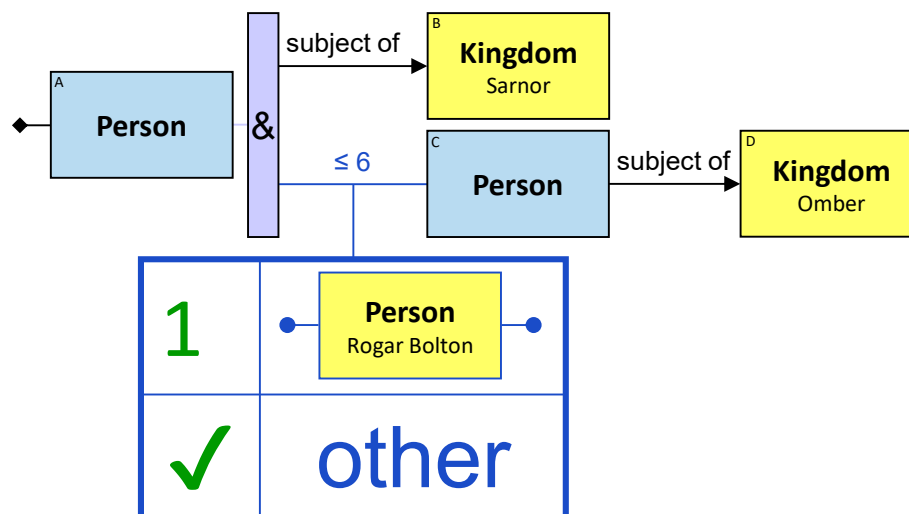 A
Person
&
subject of
B
Kingdom
Sarnor
≤ 6
C
Person
subject of
D
Kingdom
Omber
1
Person
Rogar Bolton
✓
other